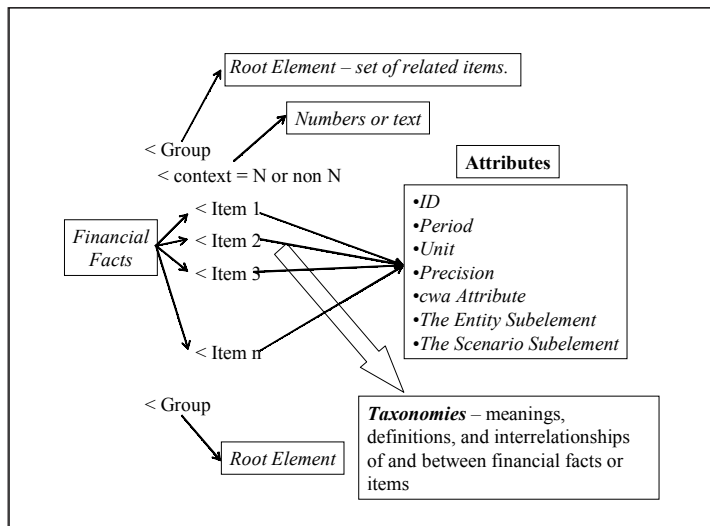 Root Element – set of related items.
Numbers or text
< Group
< context = N or non N
Attributes
< Item 1
< Item 2
< Item 3
< Item n
Financial
Facts
•ID
•Period
•Unit
•Precision
•cwa Attribute
•The Entity Subelement
•The Scenario Subelement
< Group
Root Element
Taxonomies – meanings,
definitions, and interrelationships
of and between financial facts or
items